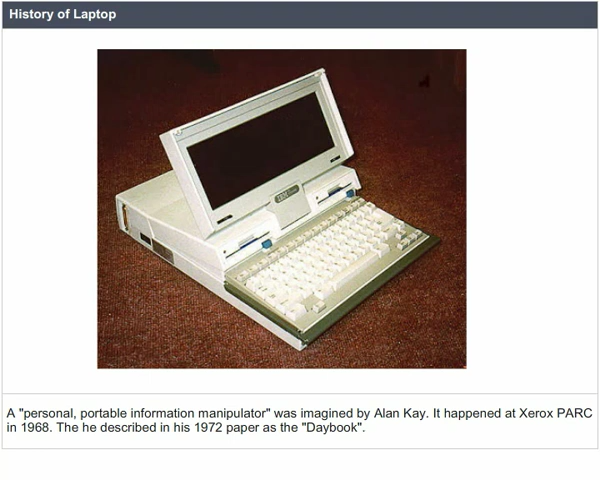 History of Laptop
IBM
A "personal, portable information manipulator" was imagined by Alan Kay. It happened at Xerox PARC
in 1968. The he described in his 1972 paper as the "Daybook".